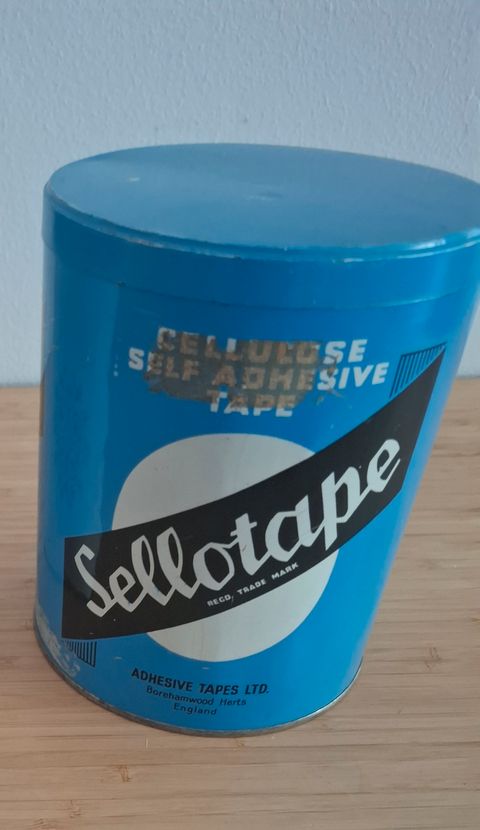 CELLULOSE
SELF ADHESIVE
TAPE
Sellotape
REGD. TRADE MARK
ADHESIVE TAPES LTD.
Borehamwood Herts
England